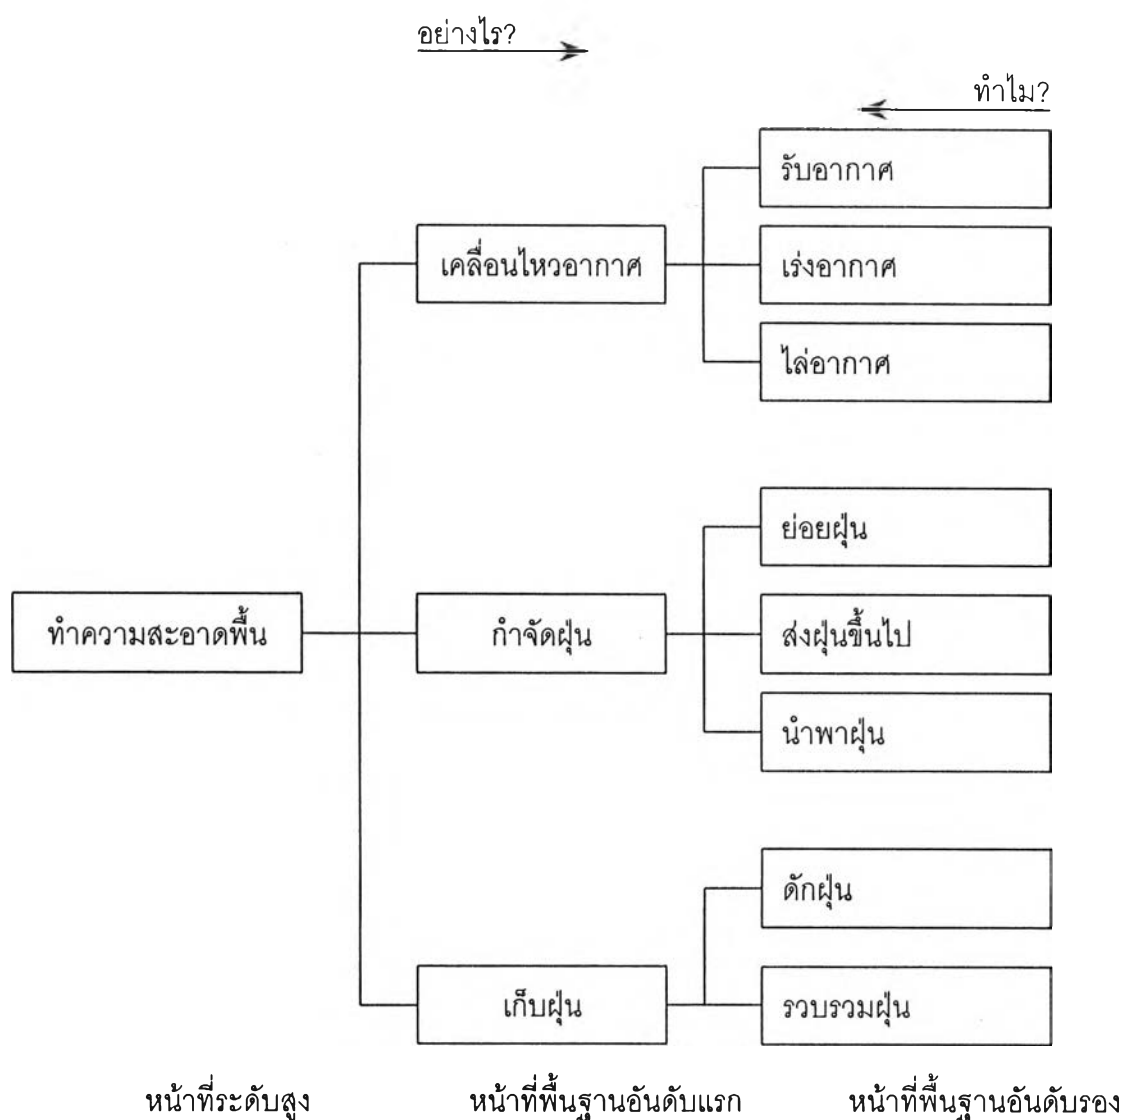 อย่างไร?
ทำไม?
รับอากาศ
เคลื่อนไหวอากาศ
เร่งอากาศ
ไล่อากาศ
ย่อยฝุ่น
ทำความสะอาดพื้น
กำจัดฝุ่น
ส่งฝุ่นขึ้นไป
นำพาฝุ่น
ดักฝุ่น
เก็บฝุ่น
รวบรวมฝุ่น
หน้าที่ระดับสูง
หน้าที่พื้นฐานอันดับแรก
หน้าที่พื้นฐานอันดับรอง